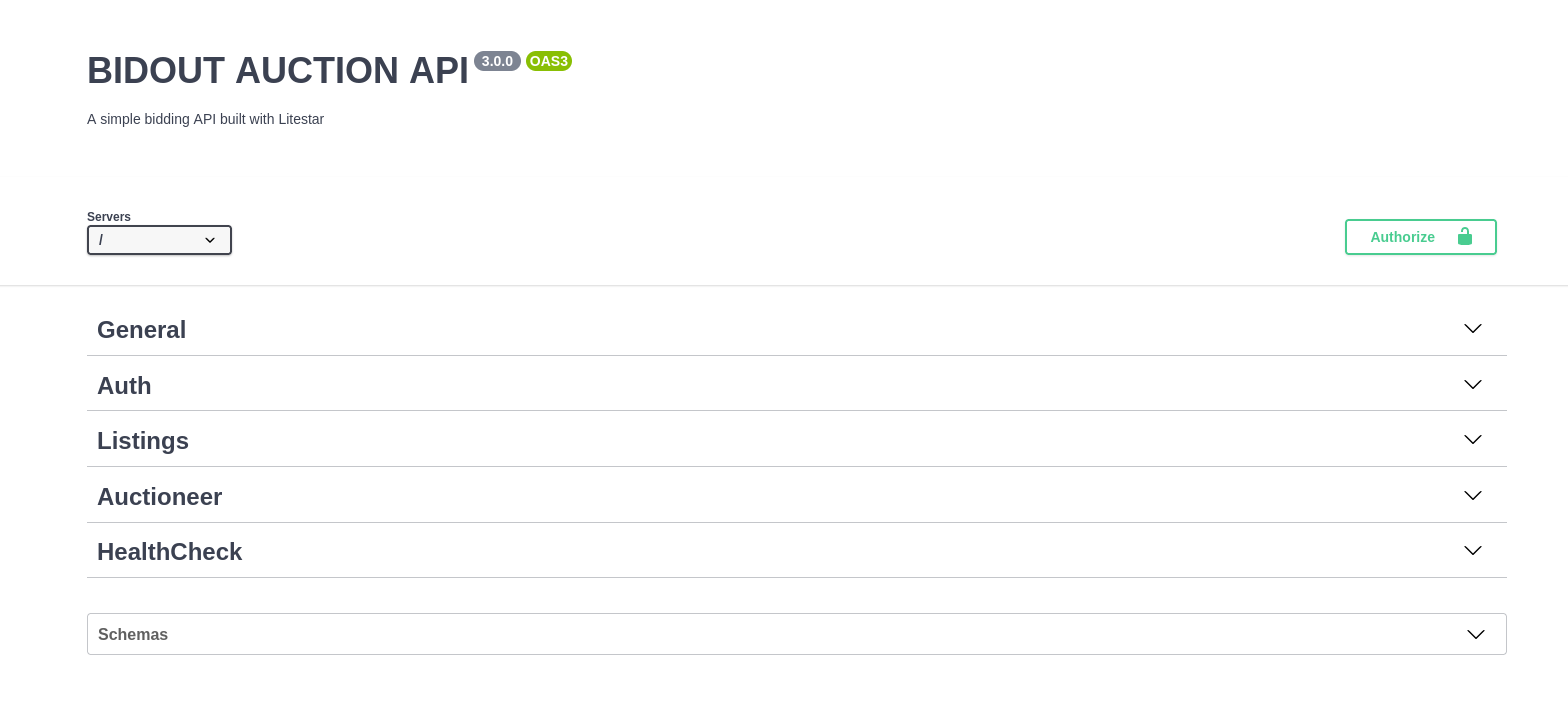 BIDOUT AUCTION API 3.0.0 OAS3
A simple bidding API built with Litestar
Servers
/
Authorize
General
Auth
Listings
Auctioneer
HealthCheck
Schemas